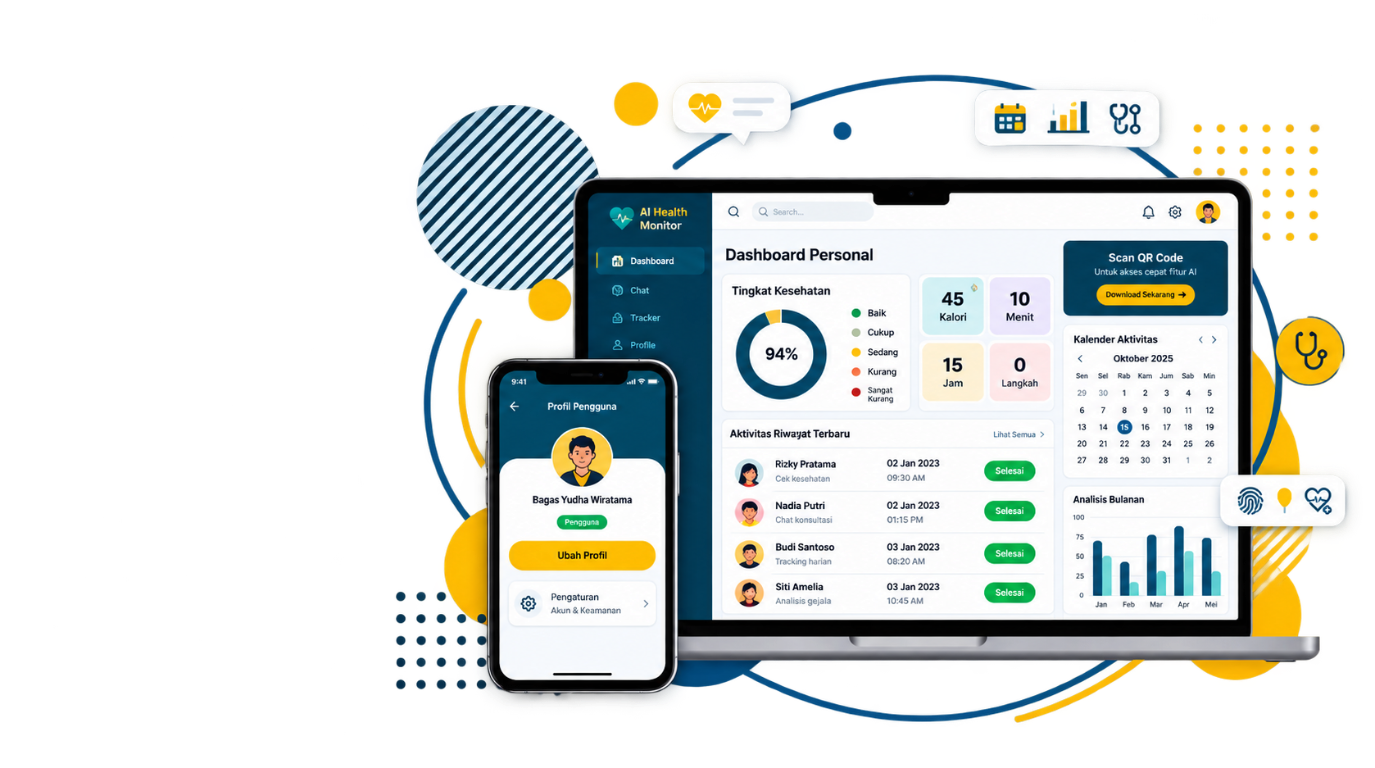 AI Health
Monitor
Dashboard
Chat
Tracker
Profile
Search...
Dashboard Personal
Tingkat Kesehatan
94%
Baik
Cukup
Sedang
Kurang
Sangat
Kurang
45
Kalori
10
Menit
15
Jam
0
Langkah
Scan QR Code
Untuk akses cepat fitur AI
Download Sekarang →
Kalender Aktivitas
Oktober 2025
Sen Sel Rab Kam Jum Sab Min
29 30 1 2 3 4 5
6 7 8 9 10 11 12
13 14 15 16 17 18 19
20 21 22 23 24 25 26
27 28 29 30 31 1 2
Aktivitas Riwayat Terbaru
Lihat Semua
Rizky Pratama
Cek kesehatan
02 Jan 2023
09:30 AM
Selesai
Nadia Putri
Chat konsultasi
02 Jan 2023
01:15 PM
Selesai
Budi Santoso
Tracking harian
03 Jan 2023
08:20 AM
Selesai
Siti Amelia
Analisis gejala
03 Jan 2023
10:45 AM
Selesai
Analisis Bulanan
100
75
50
25
0
Jan Feb Mar Apr Mei
9:41
Profil Pengguna
Bagas Yudha Wiratama
Pengguna
Ubah Profil
Pengaturan
Akun & Keamanan